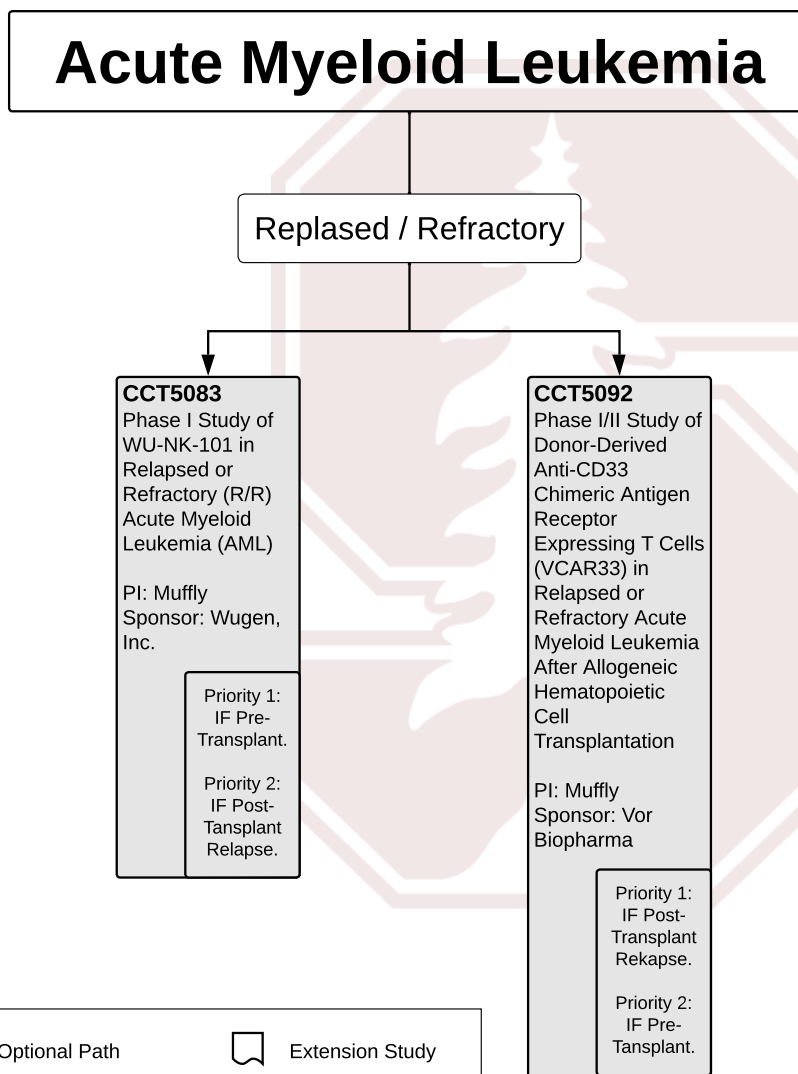 Acute Myeloid Leukemia
Replased / Refractory
CCT5083
Phase I Study of
WU-NK-101 in
Relapsed or
Refractory (R/R)
Acute Myeloid
Leukemia (AML)
PI: Muffly
Sponsor: Wugen,
Inc.
Priority 1:
IF Pre-
Transplant.
Priority 2:
IF Post-
Tansplant
Relapse.
CCT5092
Phase I/II Study of
Donor-Derived
Anti-CD33
Chimeric Antigen
Receptor
Expressing T Cells
(VCAR33) in
Relapsed or
Refractory Acute
Myeloid Leukemia
After Allogeneic
Hematopoietic
Cell
Transplantation
PI: Muffly
Sponsor: Vor
Biopharma
Priority 1:
IF Post-
Transplant
Rekapse.
Priority 2:
IF Pre-
Tansplant.
Optional Path
Extension Study